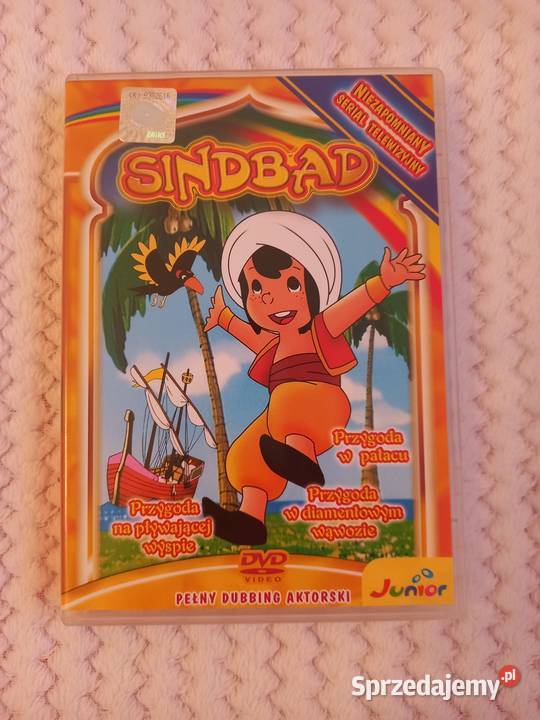 NIEZAPOMNIANY
SERIAL TELEWIZYJNY
SINDBAD
Przygoda
w pałacu
Przygoda
na pływającej
wyspie
Przygoda
w diamentowym
wąwozie
DVD
VIDEO
PEŁNY DUBBING AKTORSKI
Junior
Sprzedajemy.pl